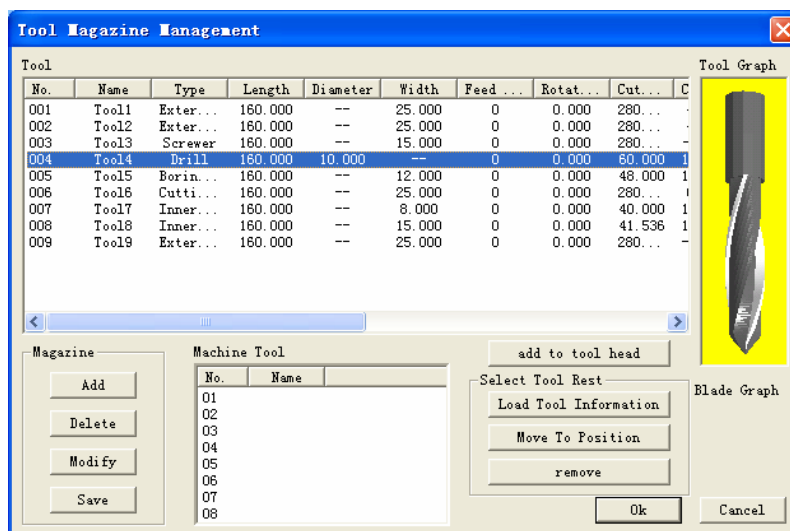 Tool Magazine Management
Tool
Tool Graph
No. Name Type Length Diameter Width Feed ... Rotat... Cut... C
001 Tool1 Exter... 160.000 -- 25.000 0 0.000 280... -
002 Tool2 Exter... 160.000 -- 25.000 0 0.000 280... -
003 Tool3 Screwer 160.000 -- 15.000 0 0.000 280... -
004 Tool4 Drill 160.000 10.000 -- 0 0.000 60.000 1
005 Tool5 Borin... 160.000 -- 12.000 0 0.000 48.000 1
006 Tool6 Cutti... 160.000 -- 25.000 0 0.000 280...
007 Tool7 Inner... 160.000 -- 8.000 0 0.000 40.000 1
008 Tool8 Inner... 160.000 -- 15.000 0 0.000 41.536 1
009 Tool9 Exter... 160.000 -- 25.000 0 0.000 280... -
Magazine
Add
Delete
Modify
Save
Machine Tool
No. Name
01
02
03
04
05
06
07
08
add to tool head
Select Tool Rest
Load Tool Information
Move To Position
remove
Blade Graph
Ok
Cancel